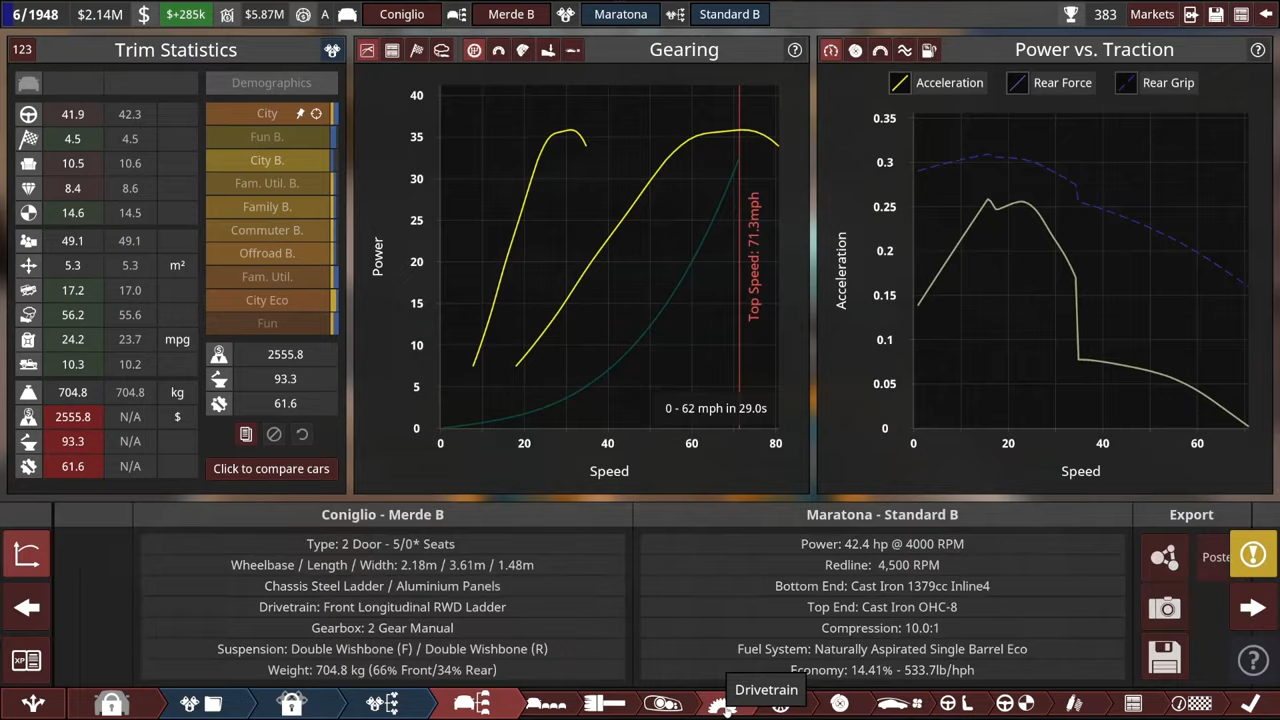 6/1948 $2.14M $ $+285k $5.87M A Coniglio Merde B Maratona Standard B 383 Markets
123 Trim Statistics
Demographics
41.9 42.3
4.5 4.5
10.5 10.6
8.4 8.6
14.6 14.5
49.1 49.1
5.3 5.3 m²
17.2 17.0
56.2 55.6
24.2 23.7 mpg
10.3 10.2
704.8 704.8 kg
2555.8 N/A $
93.3 N/A
61.6 N/A
City
Fun B.
City B.
Fam. Util. B.
Family B.
Commuter B.
Offroad B.
Fam. Util.
City Eco
Fun
2555.8
93.3
61.6
Click to compare cars
Gearing ?
Power
40
35
30
25
20
15
10
5
0
Top Speed: 71.3mph
0 - 62 mph in 29.0s
0 20 40 60 80
Speed
Power vs. Traction ?
Acceleration Rear Force Rear Grip
Acceleration
0.35
0.3
0.25
0.2
0.15
0.1
0.05
0
0 20 40 60
Speed
Coniglio - Merde B
Type: 2 Door - 5/0* Seats
Wheelbase / Length / Width: 2.18m / 3.61m / 1.48m
Chassis Steel Ladder / Aluminium Panels
Drivetrain: Front Longitudinal RWD Ladder
Gearbox: 2 Gear Manual
Suspension: Double Wishbone (F) / Double Wishbone (R)
Weight: 704.8 kg (66% Front/34% Rear)
Maratona - Standard B
Power: 42.4 hp @ 4000 RPM
Redline: 4,500 RPM
Bottom End: Cast Iron 1379cc Inline4
Top End: Cast Iron OHC-8
Compression: 10.0:1
Fuel System: Naturally Aspirated Single Barrel Eco
Economy: 14.41% - 533.7lb/hph
Export
Poste
XP
?
Drivetrain